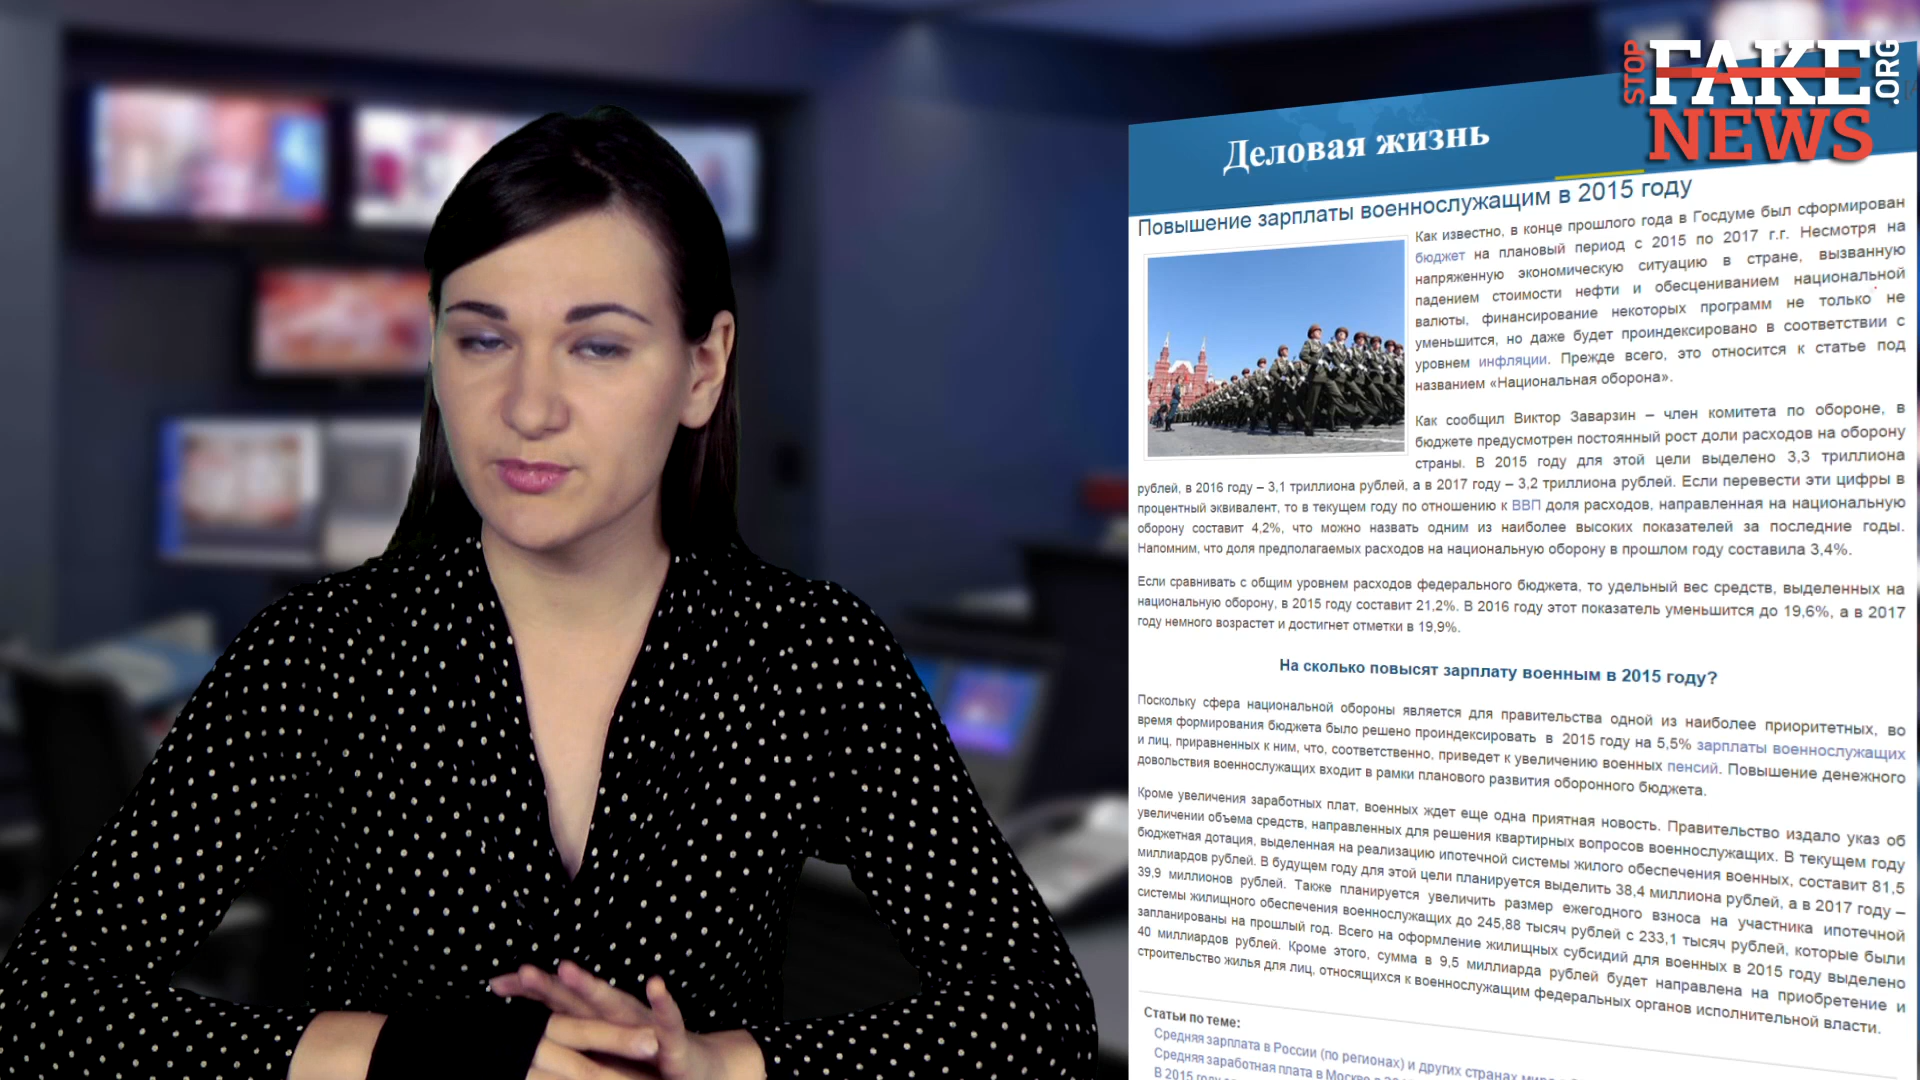 STOP
FAKE
.ORG
NEWS
Деловая жизнь
Повышение зарплаты военнослужащим в 2015 году
Как известно, в конце прошлого года в Госдуме был сформирован
бюджет на плановый период с 2015 по 2017 г.г. Несмотря на
напряженную экономическую ситуацию в стране, вызванную
падением стоимости нефти и обесцениванием национальной
валюты, финансирование некоторых программ не только не
уменьшится, но даже будет проиндексировано в соответствии с
уровнем инфляции. Прежде всего, это относится к статье под
названием «Национальная оборона».
Как сообщил Виктор Заварзин – член комитета по обороне, в
бюджете предусмотрен постоянный рост доли расходов на оборону
страны. В 2015 году для этой цели выделено 3,3 триллиона
рублей, в 2016 году – 3,1 триллиона рублей, а в 2017 году – 3,2 триллиона рублей. Если перевести эти цифры в
процентный эквивалент, то в текущем году по отношению к ВВП доля расходов, направленная на национальную
оборону составит 4,2%, что можно назвать одним из наиболее высоких показателей за последние годы.
Напомним, что доля предполагаемых расходов на национальную оборону в прошлом году составила 3,4%.
Если сравнивать с общим уровнем расходов федерального бюджета, то удельный вес средств, выделенных на
национальную оборону, в 2015 году составит 21,2%. В 2016 году этот показатель уменьшится до 19,6%, а в 2017
году немного возрастет и достигнет отметки в 19,9%.
На сколько повысят зарплату военным в 2015 году?
Поскольку сфера национальной обороны является для правительства одной из наиболее приоритетных, во
время формирования бюджета было решено проиндексировать в 2015 году на 5,5% зарплаты военнослужащих
и лиц, приравненных к ним, что, соответственно, приведет к увеличению военных пенсий. Повышение денежного
довольствия военнослужащих входит в рамки планового развития оборонного бюджета.
Кроме увеличения заработных плат, военных ждет еще одна приятная новость. Правительство издало указ об
увеличении объема средств, направленных для решения квартирных вопросов военнослужащих. В текущем году
бюджетная дотация, выделенная на реализацию ипотечной системы жилого обеспечения военных, составит 81,5
миллиардов рублей. В будущем году для этой цели планируется выделить 38,4 миллиона рублей, а в 2017 году –
39,9 миллионов рублей. Также планируется увеличить размер ежегодного взноса на участника ипотечной
системы жилищного обеспечения военнослужащих до 245,88 тысяч рублей с 233,1 тысяч рублей, которые были
запланированы на прошлый год. Всего на оформление жилищных субсидий для военных в 2015 году выделено
40 миллиардов рублей. Кроме этого, сумма в 9,5 миллиарда рублей будет направлена на приобретение и
строительство жилья для лиц, относящихся к военнослужащим федеральных органов исполнительной власти.
Статьи по теме:
Средняя зарплата в России (по регионам) и других странах мира
Средняя заработная плата в Москве
В 2015 году